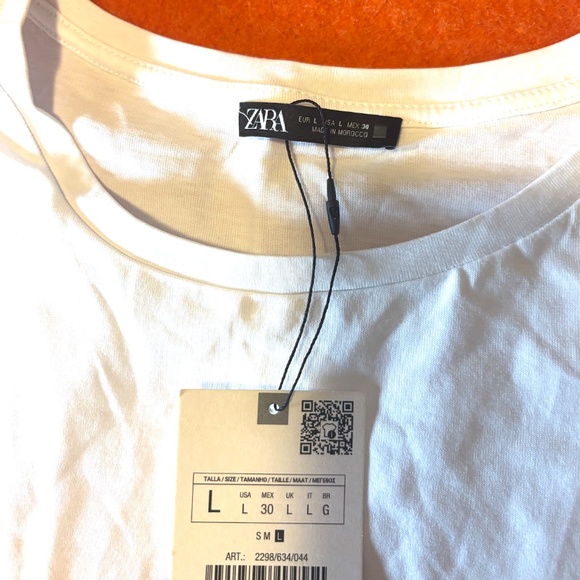 ZARA
EUR L USA L MEX 30
MADE IN MOROCCO
TALLA / SIZE / TAMANHO / TAILLE / MAAT / ΜΕΓΕΘΟΣ
L
USA MEX UK IT BR
L 30 L L G
S M L
ART.: 2298/634/044